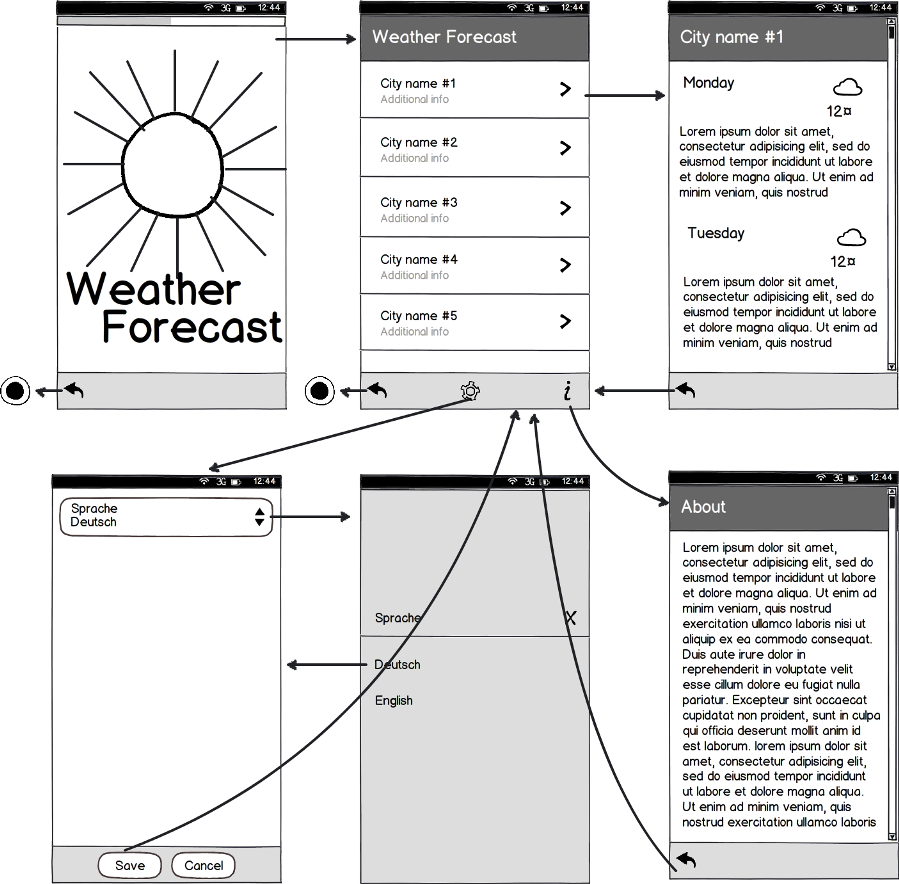 3G 12:44
Weather
Forecast
3G 12:44
Weather Forecast
City name #1
Additional info
City name #2
Additional info
City name #3
Additional info
City name #4
Additional info
City name #5
Additional info
i
3G 12:44
City name #1
Monday
12¤
Lorem ipsum dolor sit amet,
consectetur adipisicing elit, sed do
eiusmod tempor incididunt ut labore
et dolore magna aliqua. Ut enim ad
minim veniam, quis nostrud
Tuesday
12¤
Lorem ipsum dolor sit amet,
consectetur adipisicing elit, sed do
eiusmod tempor incididunt ut labore
et dolore magna aliqua. Ut enim ad
minim veniam, quis nostrud
3G 12:44
Sprache
Deutsch
Save Cancel
3G 12:44
Sprache X
Deutsch
English
3G 12:44
About
Lorem ipsum dolor sit amet,
consectetur adipisicing elit, sed do
eiusmod tempor incididunt ut labore
et dolore magna aliqua. Ut enim ad
minim veniam, quis nostrud
exercitation ullamco laboris nisi ut
aliquip ex ea commodo consequat.
Duis aute irure dolor in
reprehenderit in voluptate velit
esse cillum dolore eu fugiat nulla
pariatur. Excepteur sint occaecat
cupidatat non proident, sunt in culpa
qui officia deserunt mollit anim id
est laborum. lorem ipsum dolor sit
amet, consectetur adipisicing elit,
sed do eiusmod tempor incididunt
ut labore et dolore magna aliqua.
Ut enim ad minim veniam, quis
nostrud exercitation ullamco laboris